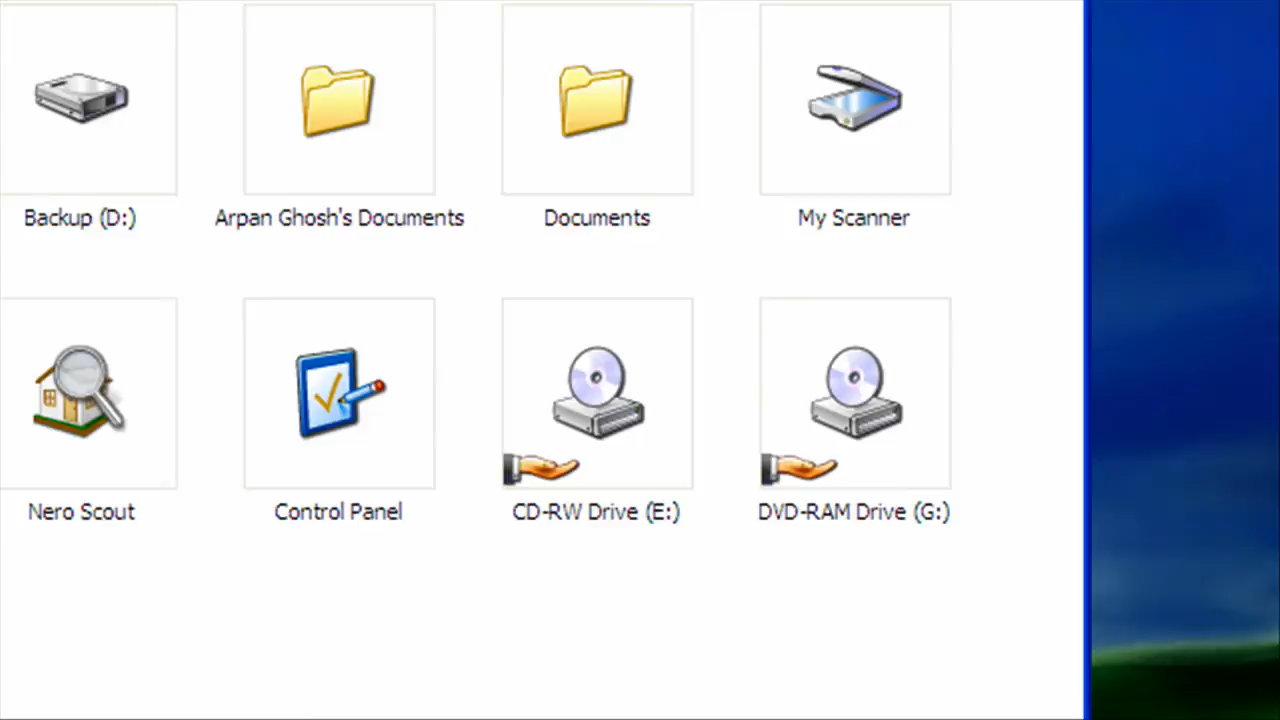 Backup (D:)
Arpan Ghosh's Documents
Documents
My Scanner
Nero Scout
Control Panel
CD-RW Drive (E:)
DVD-RAM Drive (G:)